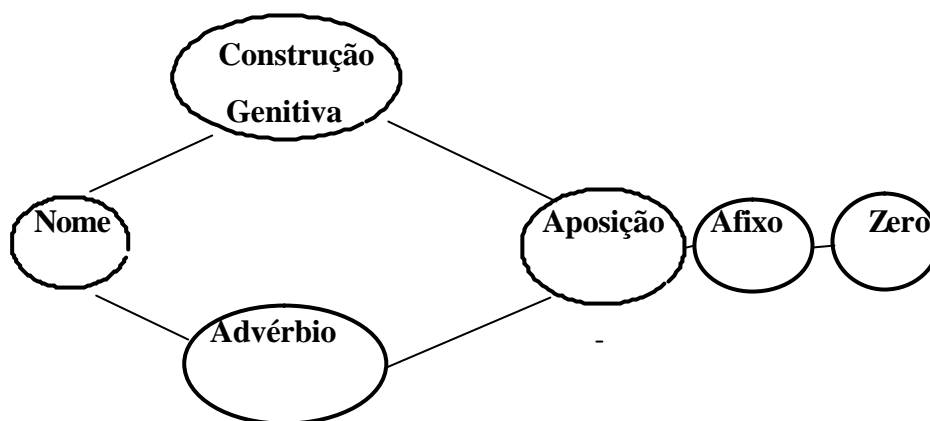 Construção
Genitiva
Nome
Aposição
Afixo
Zero
Advérbio
-